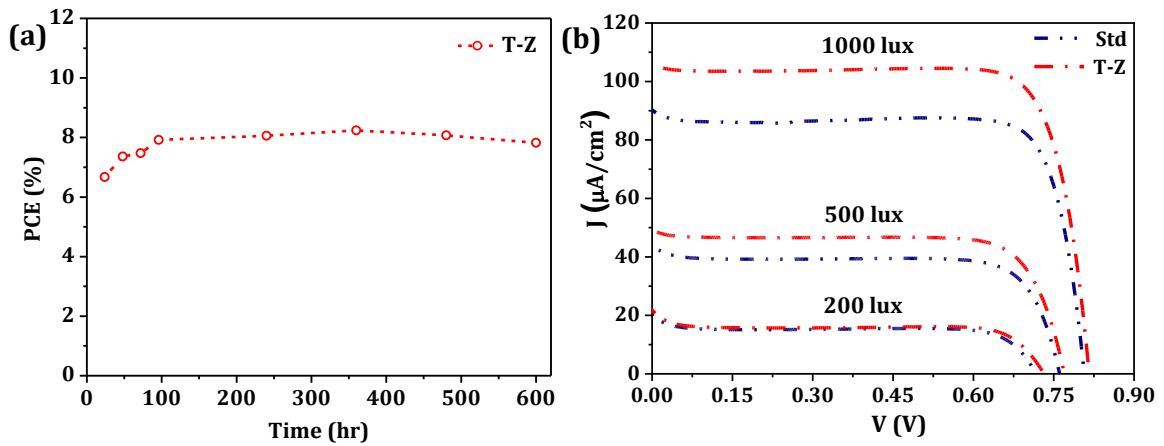 (a)
T-Z
PCE (%)
12
10
8
6
4
2
0
0
100
200
300
400
500
600
Time (hr)
(b)
Std
T-Z
1000 lux
500 lux
200 lux
J (µA/cm²)
120
100
80
60
40
20
0
0.00
0.15
0.30
0.45
0.60
0.75
0.90
V (V)